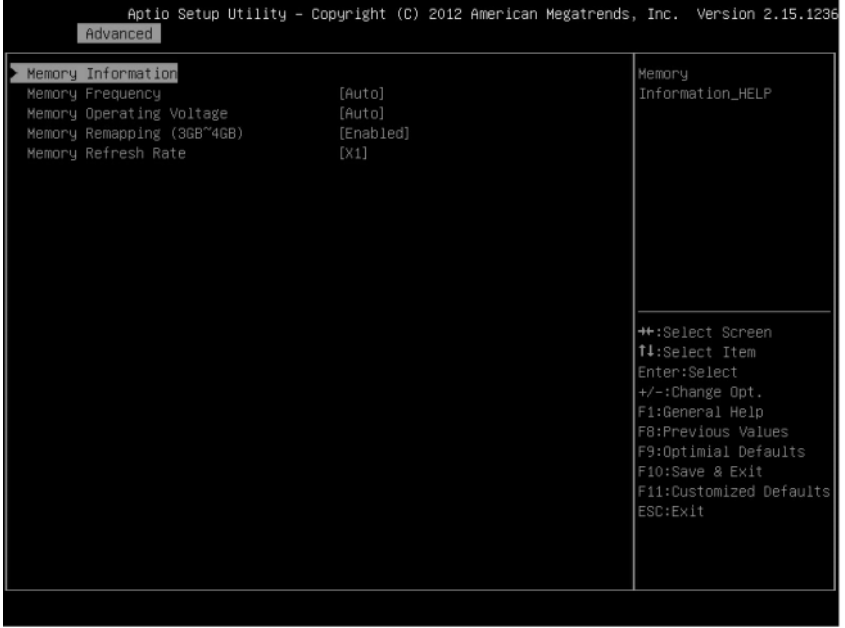 Aptio Setup Utility – Copyright (C) 2012 American Megatrends, Inc. Version 2.15.1236
Advanced
Memory Information
Memory Frequency [Auto]
Memory Operating Voltage [Auto]
Memory Remapping (3GB~4GB) [Enabled]
Memory Refresh Rate [X1]
Memory
Information_HELP
→←:Select Screen
↑↓:Select Item
Enter:Select
+/-:Change Opt.
F1:General Help
F8:Previous Values
F9:Optimial Defaults
F10:Save & Exit
F11:Customized Defaults
ESC:Exit